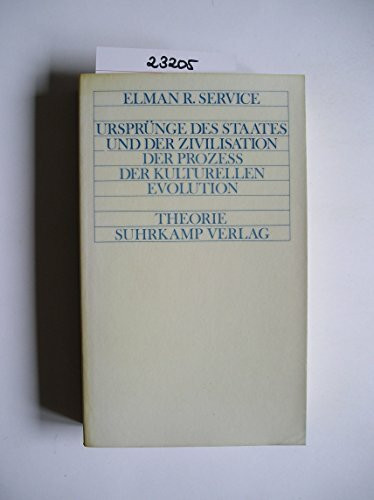 23205
ELMAN R. SERVICE
URSPRÜNGE DES STAATES
UND DER ZIVILISATION
DER PROZESS
DER KULTURELLEN
EVOLUTION
THEORIE
SUHRKAMP VERLAG